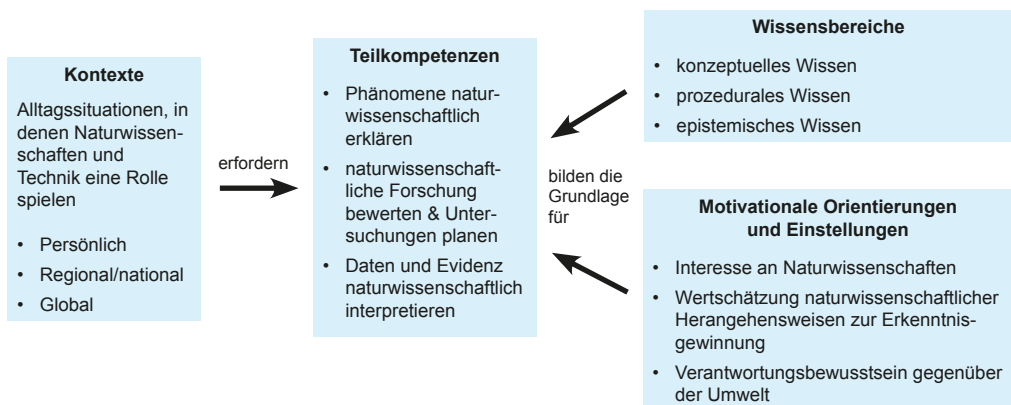 Kontexte
Alltagssituationen, in
denen Naturwissen-
schaften und
Technik eine Rolle
spielen
• Persönlich
• Regional/national
• Global
erfordern
Teilkompetenzen
• Phänomene natur-
wissenschaftlich
erklären
• naturwissenschaft-
liche Forschung
bewerten & Unter-
suchungen planen
• Daten und Evidenz
naturwissenschaftlich
interpretieren
bilden die
Grundlage
für
Wissensbereiche
• konzeptuelles Wissen
• prozedurales Wissen
• epistemisches Wissen
Motivationale Orientierungen
und Einstellungen
• Interesse an Naturwissenschaften
• Wertschätzung naturwissenschaftlicher
Herangehensweisen zur Erkenntnis-
gewinnung
• Verantwortungsbewusstsein gegenüber
der Umwelt